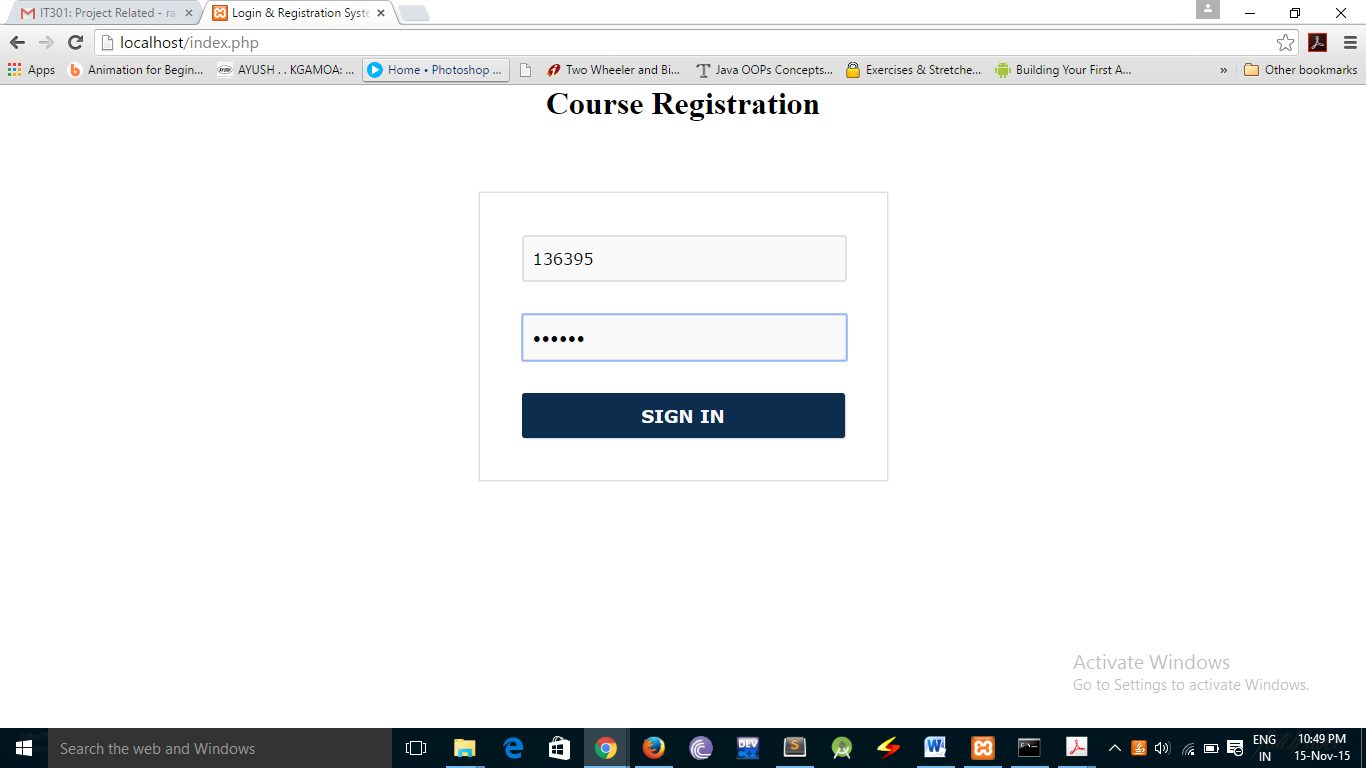 IT301: Project Related - ra
Login & Registration Syste
localhost/index.php
Apps
Animation for Begin...
AYUSH . . KGAMOA: ...
Home • Photoshop ...
Two Wheeler and Bi...
Java OOPs Concepts...
Exercises & Stretche...
Building Your First A...
»
Other bookmarks
Course Registration
136395
••••••
SIGN IN
Activate Windows
Go to Settings to activate Windows.
Search the web and Windows
DEV
S
ENG
IN
10:49 PM
15-Nov-15